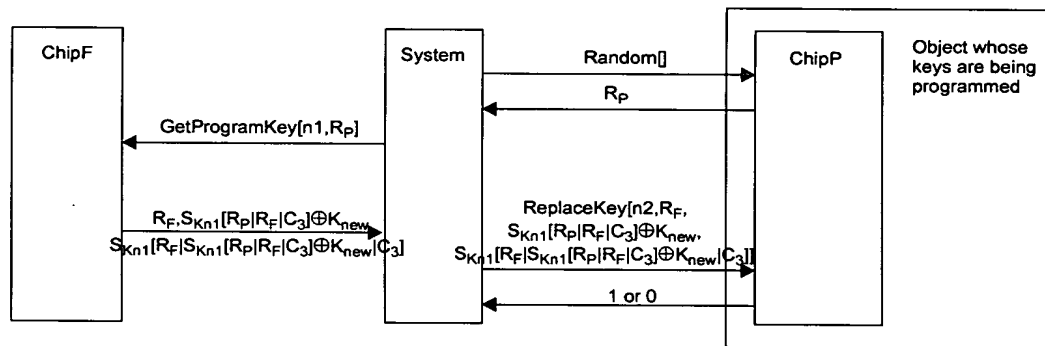 ChipF
System
ChipP
Object whose
keys are being
programmed
Random[]
R_P
GetProgramKey[n1,R_P]
R_F,S_Kn1[R_P|R_F|C_3]⊕K_new
S_Kn1[R_F|S_Kn1[R_P|R_F|C_3]⊕K_new|C_3]
ReplaceKey[n2,R_F,
S_Kn1[R_P|R_F|C_3]⊕K_new,
S_Kn1[R_F|S_Kn1[R_P|R_F|C_3]⊕K_new|C_3]]
1 or 0